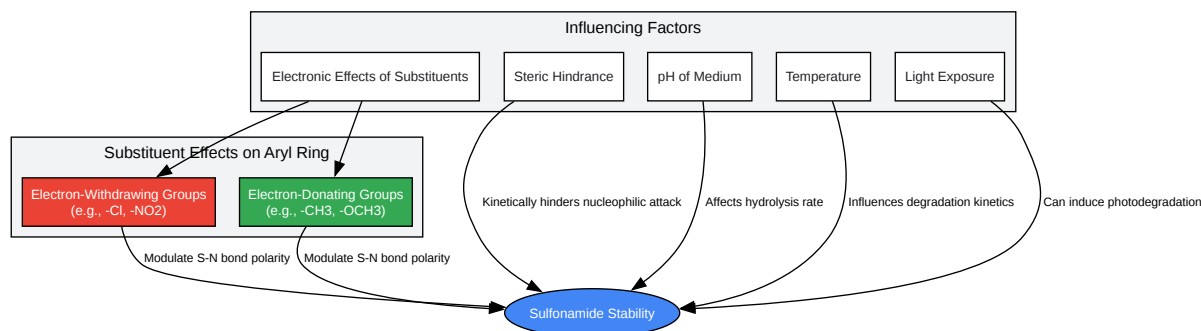 Influencing Factors
Electronic Effects of Substituents
Steric Hindrance
pH of Medium
Temperature
Light Exposure
Substituent Effects on Aryl Ring
Electron-Withdrawing Groups
(e.g., -Cl, -NO2)
Electron-Donating Groups
(e.g., -CH3, -OCH3)
Kinetically hinders nucleophilic attack
Affects hydrolysis rate
Influences degradation kinetics
Can induce photodegradation
Modulate S-N bond polarity
Modulate S-N bond polarity
Sulfonamide Stability